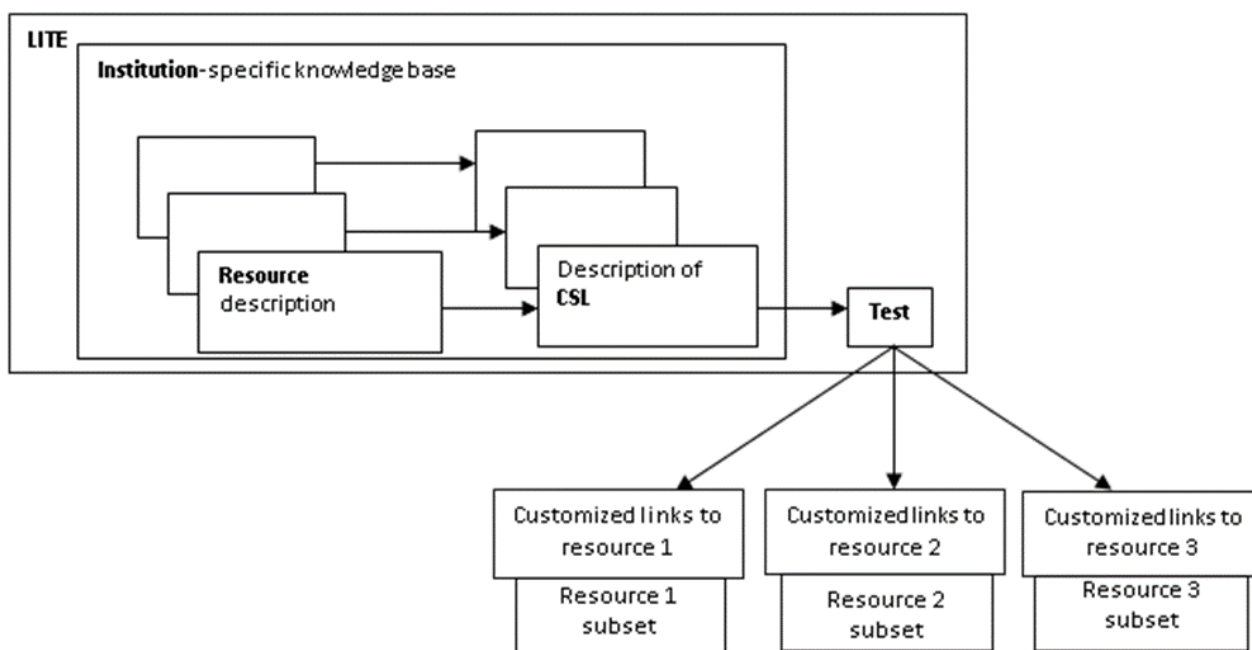 LITE
Institution-specific knowledge base
Resource
description
Description of
CSL
Test
Customized links to
resource 1
Resource 1
subset
Customized links to
resource 2
Resource 2
subset
Customized links to
resource 3
Resource 3
subset